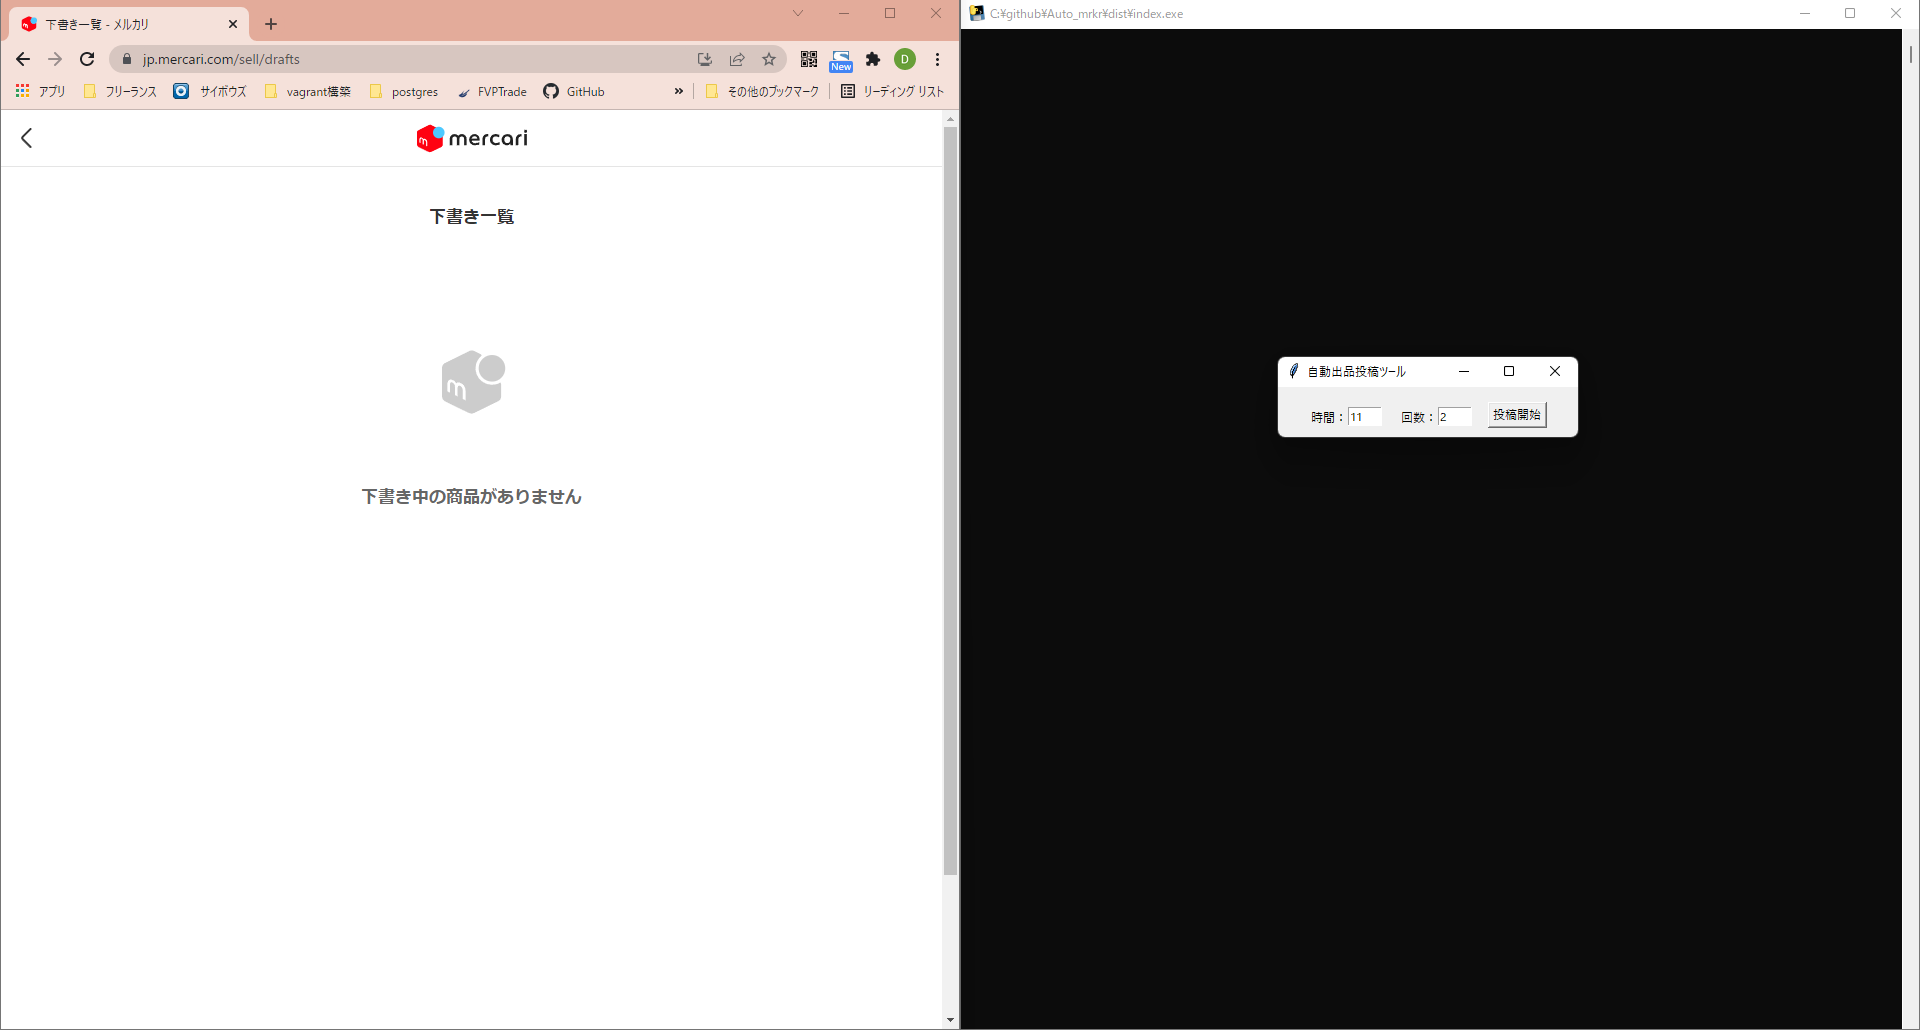 下書き一覧 - メルカリ
jp.mercari.com/sell/drafts
New
D
アプリ フリーランス サイボウズ vagrant構築 postgres FVPTrade GitHub » その他のブックマーク リーディング リスト
mercari
下書き一覧
下書き中の商品がありません
C:¥github¥Auto_mrkr¥dist¥index.exe
自動出品投稿ツール
時間：11 回数：2 投稿開始